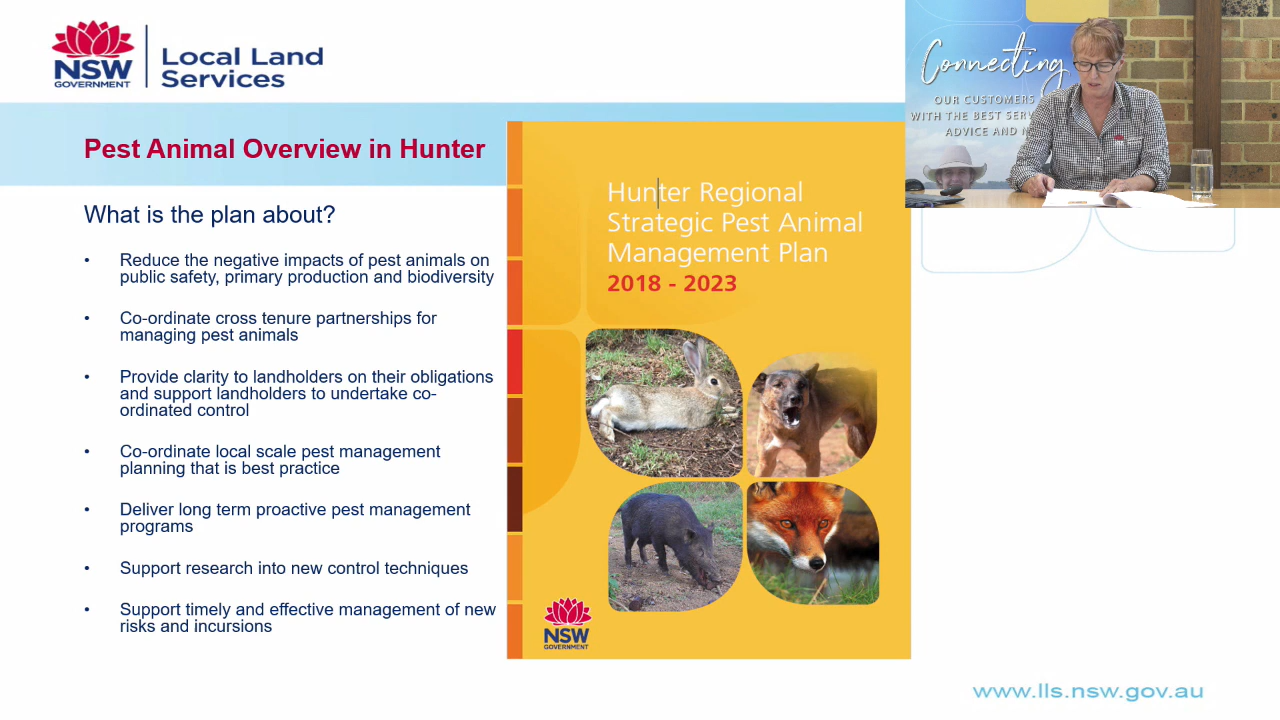 NSW
GOVERNMENT
Local Land
Services
Connecting
OUR CUSTOMERS
WITH THE BEST
ADVICE AND
Pest Animal Overview in Hunter
What is the plan about?
• Reduce the negative impacts of pest animals on
public safety, primary production and biodiversity
• Co-ordinate cross tenure partnerships for
managing pest animals
• Provide clarity to landholders on their obligations
and support landholders to undertake co-
ordinated control
• Co-ordinate local scale pest management
planning that is best practice
• Deliver long term proactive pest management
programs
• Support research into new control techniques
• Support timely and effective management of new
risks and incursions
Hunter Regional
Strategic Pest Animal
Management Plan
2018 - 2023
NSW
GOVERNMENT
www.lls.nsw.gov.au